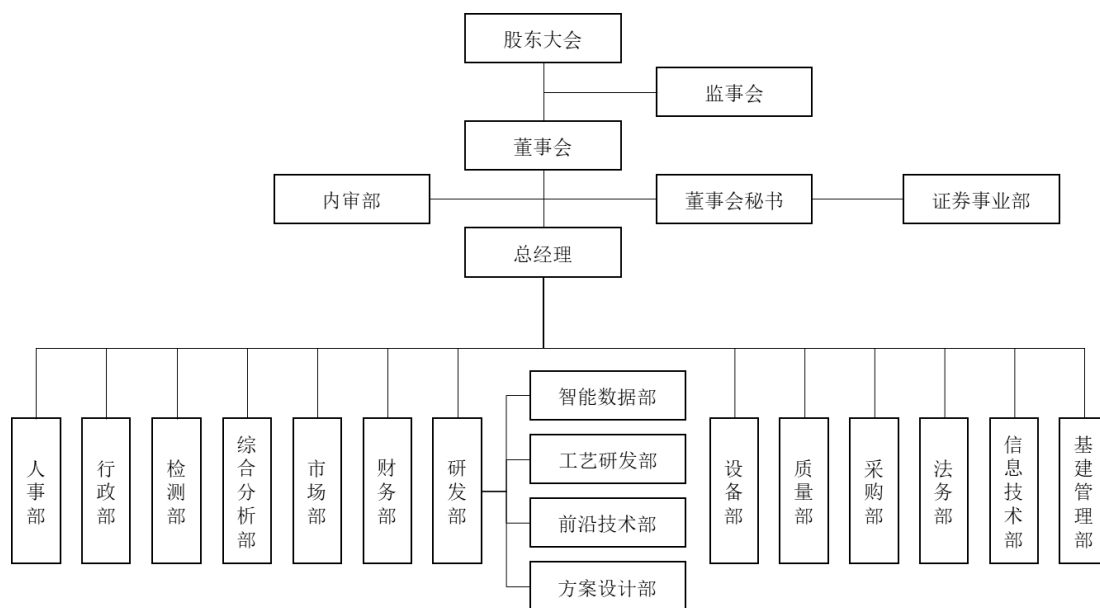 股东大会
监事会
董事会
内审部
董事会秘书
证券事业部
总经理
人事部
行政部
检测部
综合分析部
市场部
财务部
研发部
智能数据部
工艺研发部
前沿技术部
方案设计部
设备部
质量部
采购部
法务部
信息技术部
基建管理部